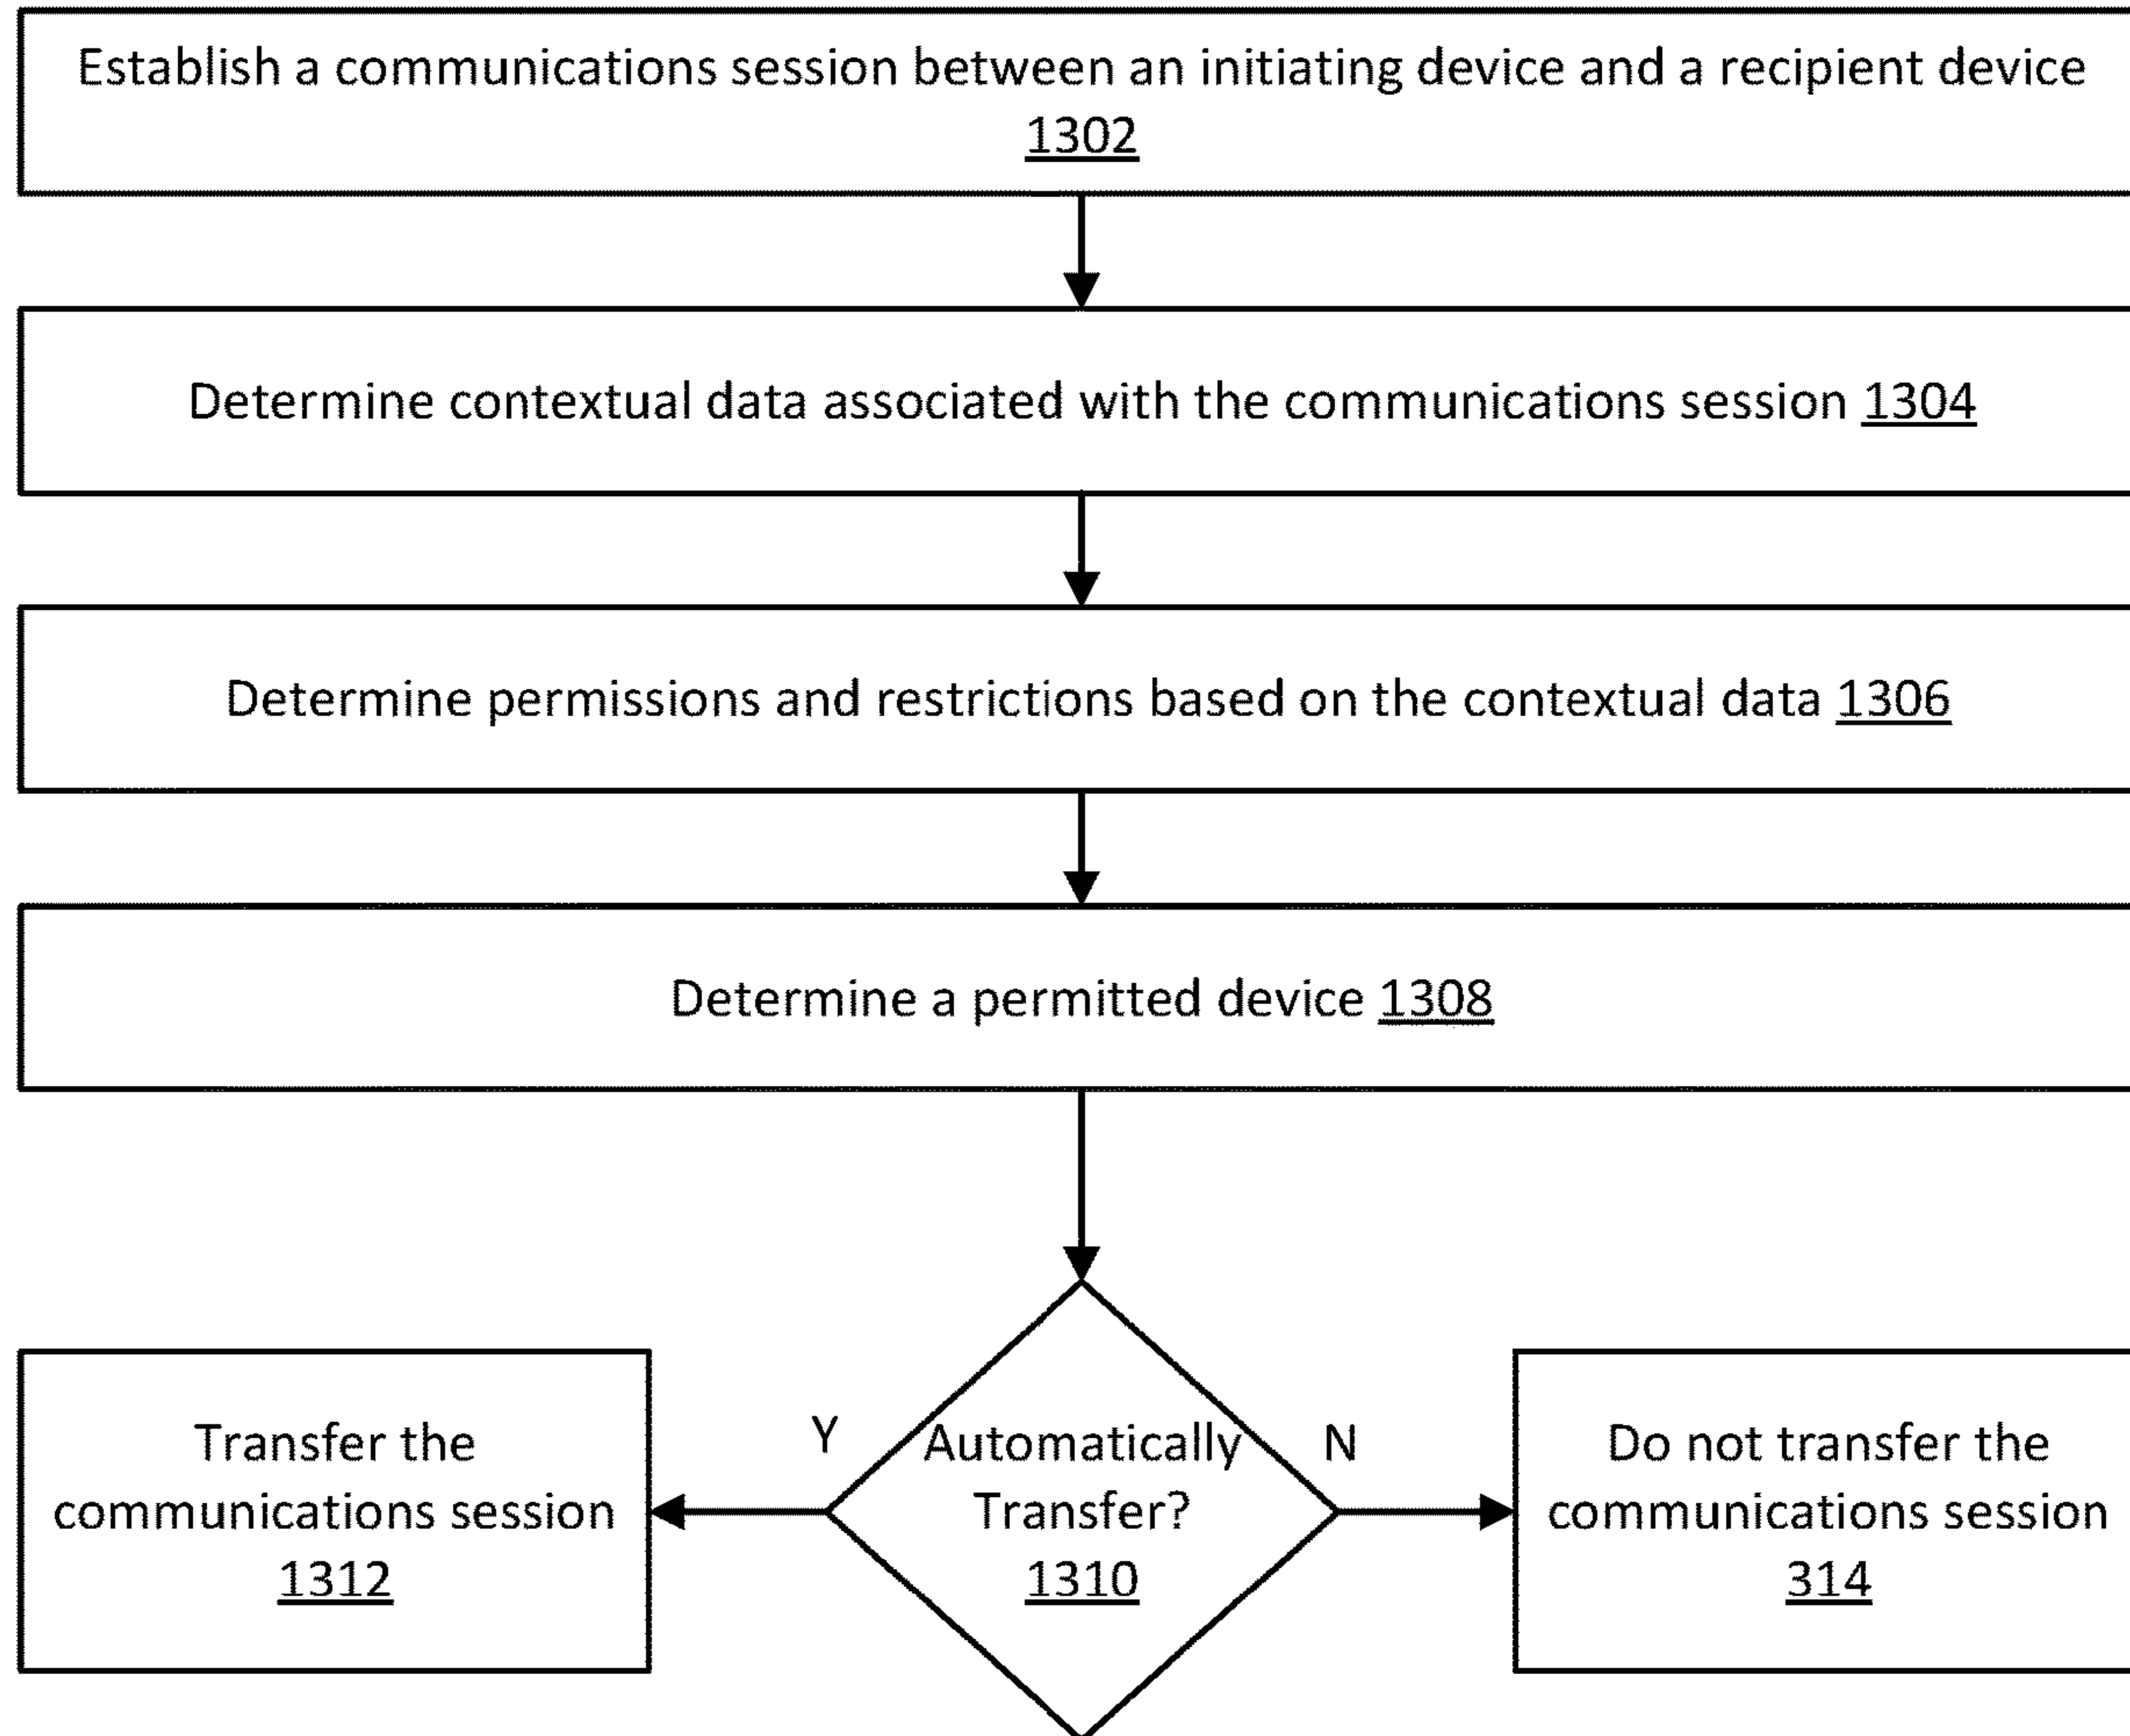 Establish a communications session between an initiating device and a recipient device
1302
Determine contextual data associated with the communications session 1304
Determine permissions and restrictions based on the contextual data 1306
Determine a permitted device 1308
Transfer the
communications session
1312
Y
Automatically
Transfer?
1310
N
Do not transfer the
communications session
314